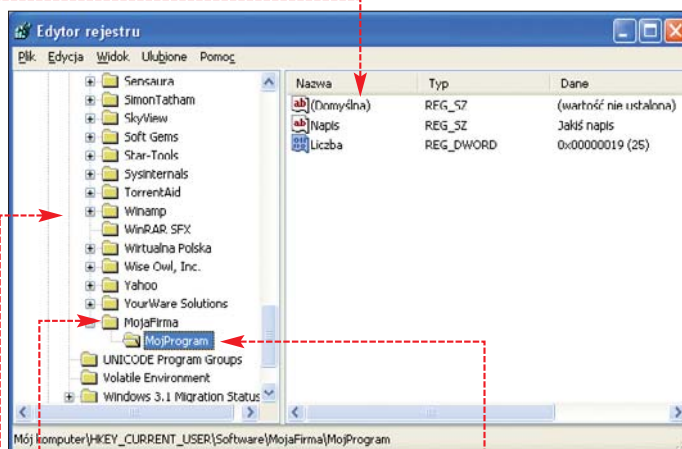 Edytor rejestru
Plik Edycja Widok Ulubione Pomoc
Sensaura
SimonTatham
SkyView
Soft Gems
Star-Tools
Sysinternals
TorrentAid
Winamp
WinRAR SFX
Wirtualna Polska
Wise Owl, Inc.
Yahoo
YourWare Solutions
MojaFirma
MojProgram
UNICODE Program Groups
Volatile Environment
Windows 3.1 Migration Status
Nazwa Typ Dane
(Domyślna) REG_SZ (wartość nie ustalona)
Napis REG_SZ Jakiś napis
Liczba REG_DWORD 0x00000019 (25)
Mój komputer\HKEY_CURRENT_USER\Software\MojaFirma\MojProgram